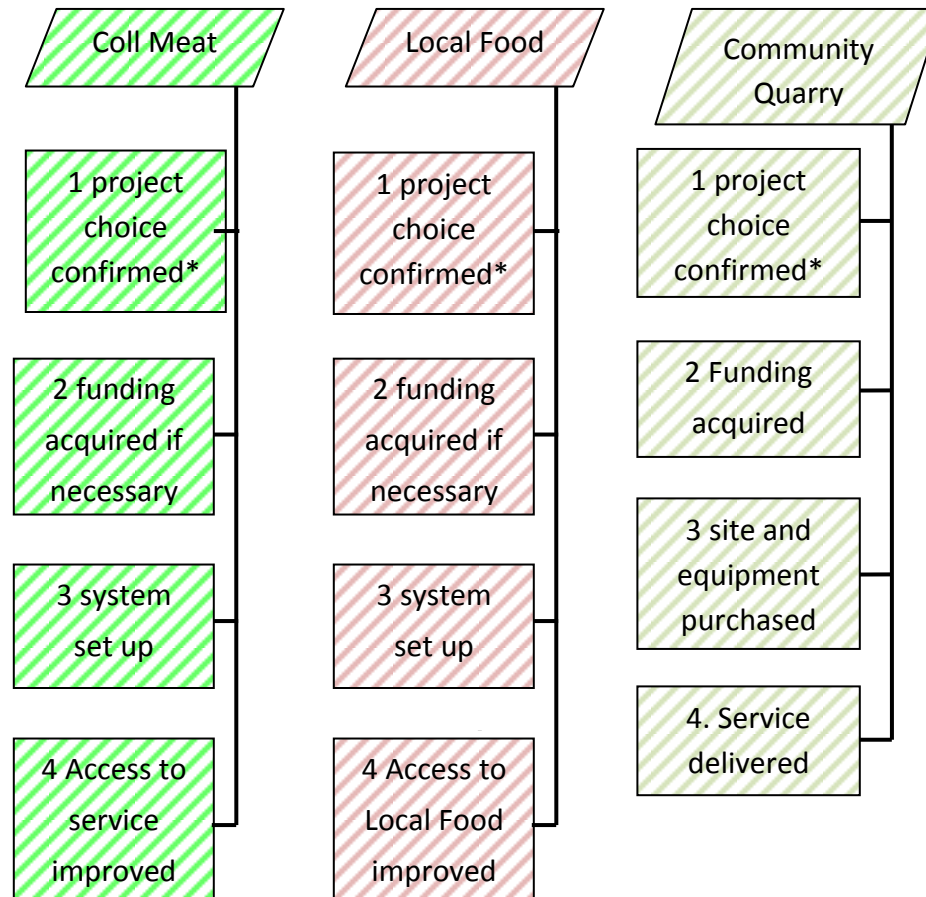 Coll Meat
1 project
choice
confirmed*
2 funding
acquired if
necessary
3 system
set up
4 Access to
service
improved
Local Food
1 project
choice
confirmed*
2 funding
acquired if
necessary
3 system
set up
4 Access to
Local Food
improved
Community
Quarry
1 project
choice
confirmed*
2 Funding
acquired
3 site and
equipment
purchased
4. Service
delivered